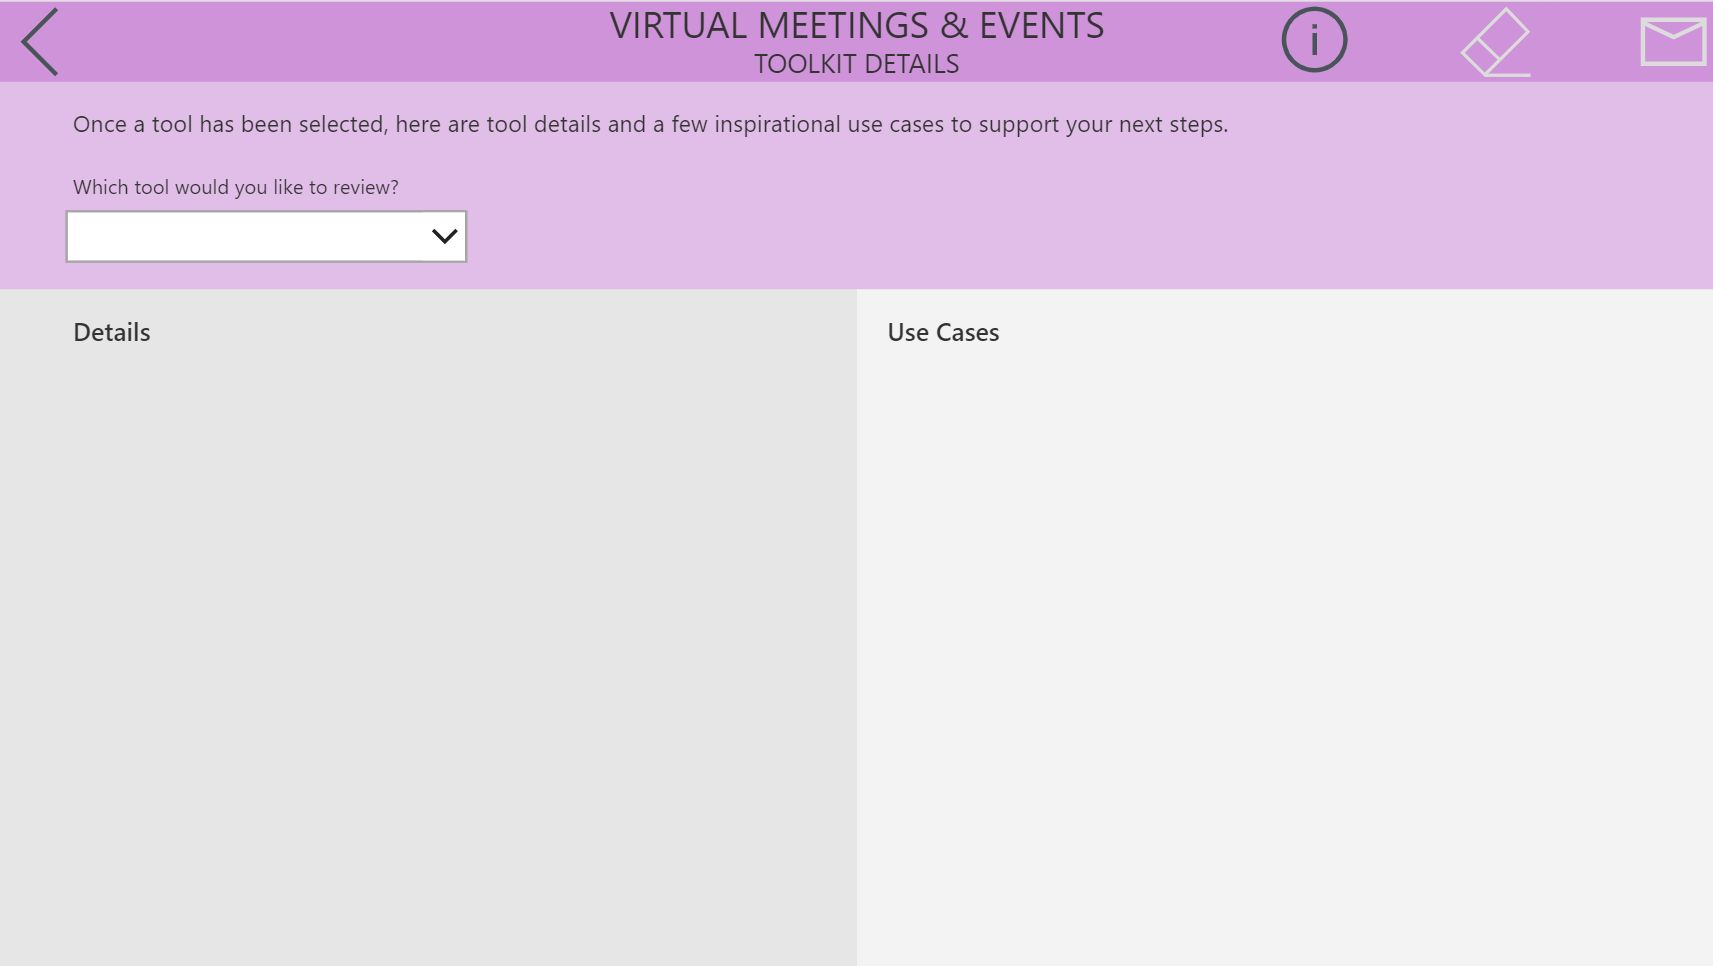 VIRTUAL MEETINGS & EVENTS
TOOLKIT DETAILS
Once a tool has been selected, here are tool details and a few inspirational use cases to support your next steps.
Which tool would you like to review?
Details
Use Cases